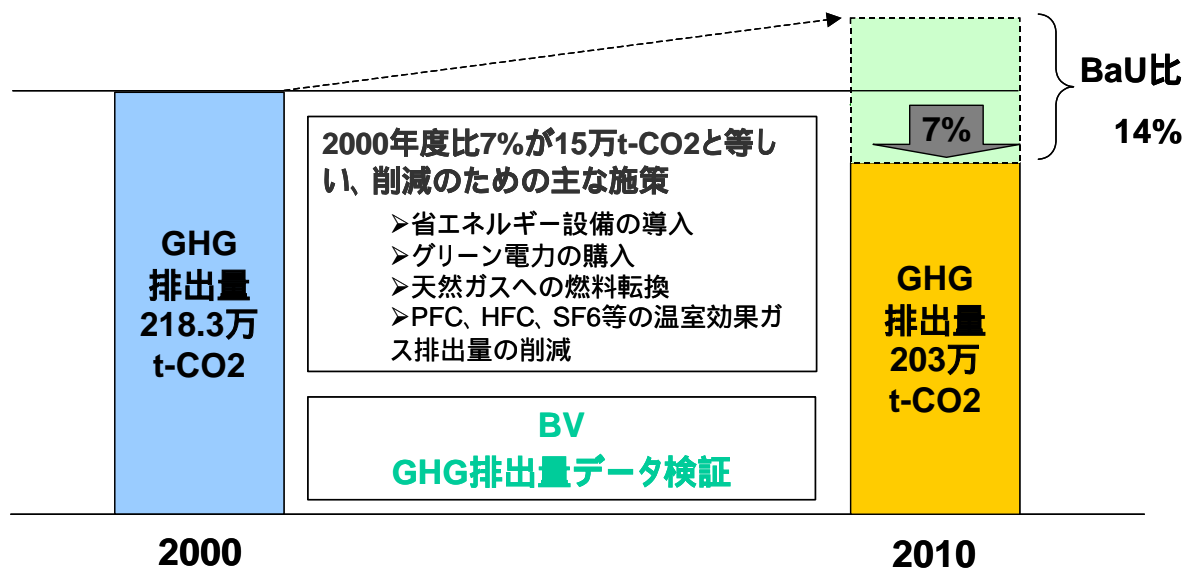 BaU比
14%
7%
2000年度比7%が15万t-CO2と等し
い、削減のための主な施策
➢省エネルギー設備の導入
➢グリーン電力の購入
➢天然ガスへの燃料転換
➢PFC、HFC、SF6等の温室効果ガ
ス排出量の削減
GHG
排出量
218.3万
t-CO2
GHG
排出量
203万
t-CO2
BV
GHG排出量データ検証
2000
2010